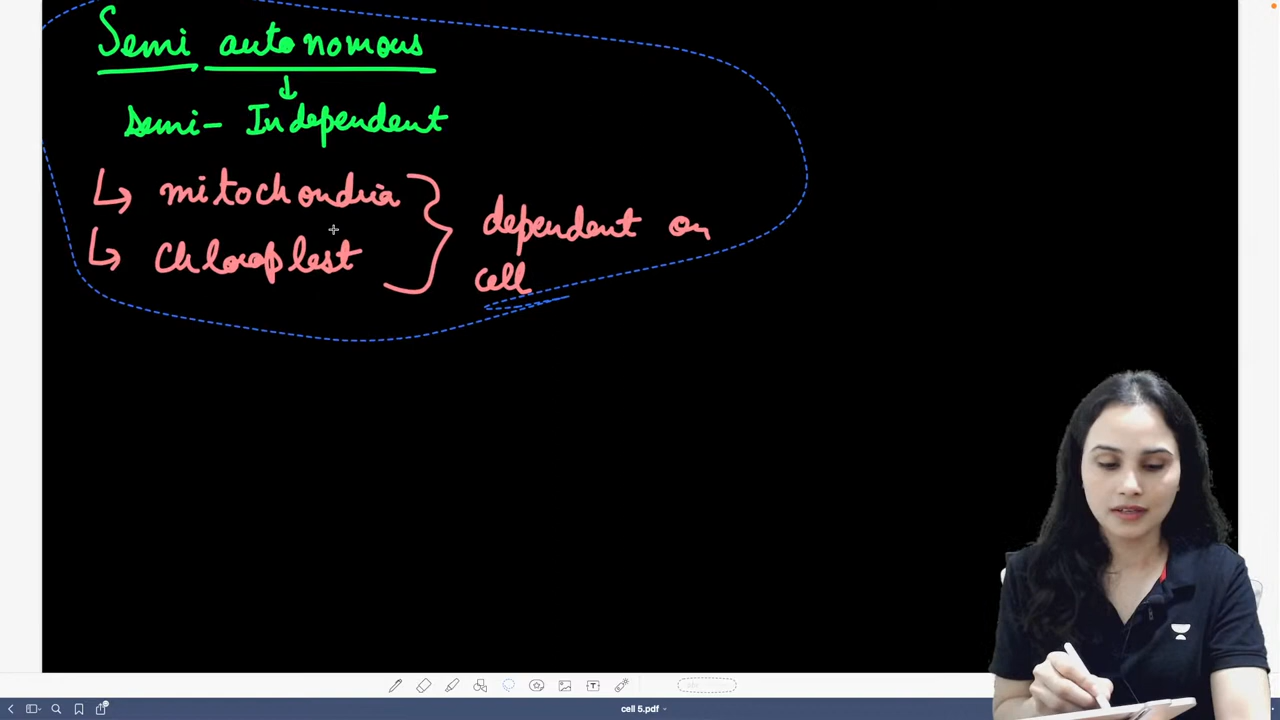 Semi autonomous
↓
Semi- Independent
↳ mitochondria
↳ Chloroplast
dependent on
cell
cell 5.pdf